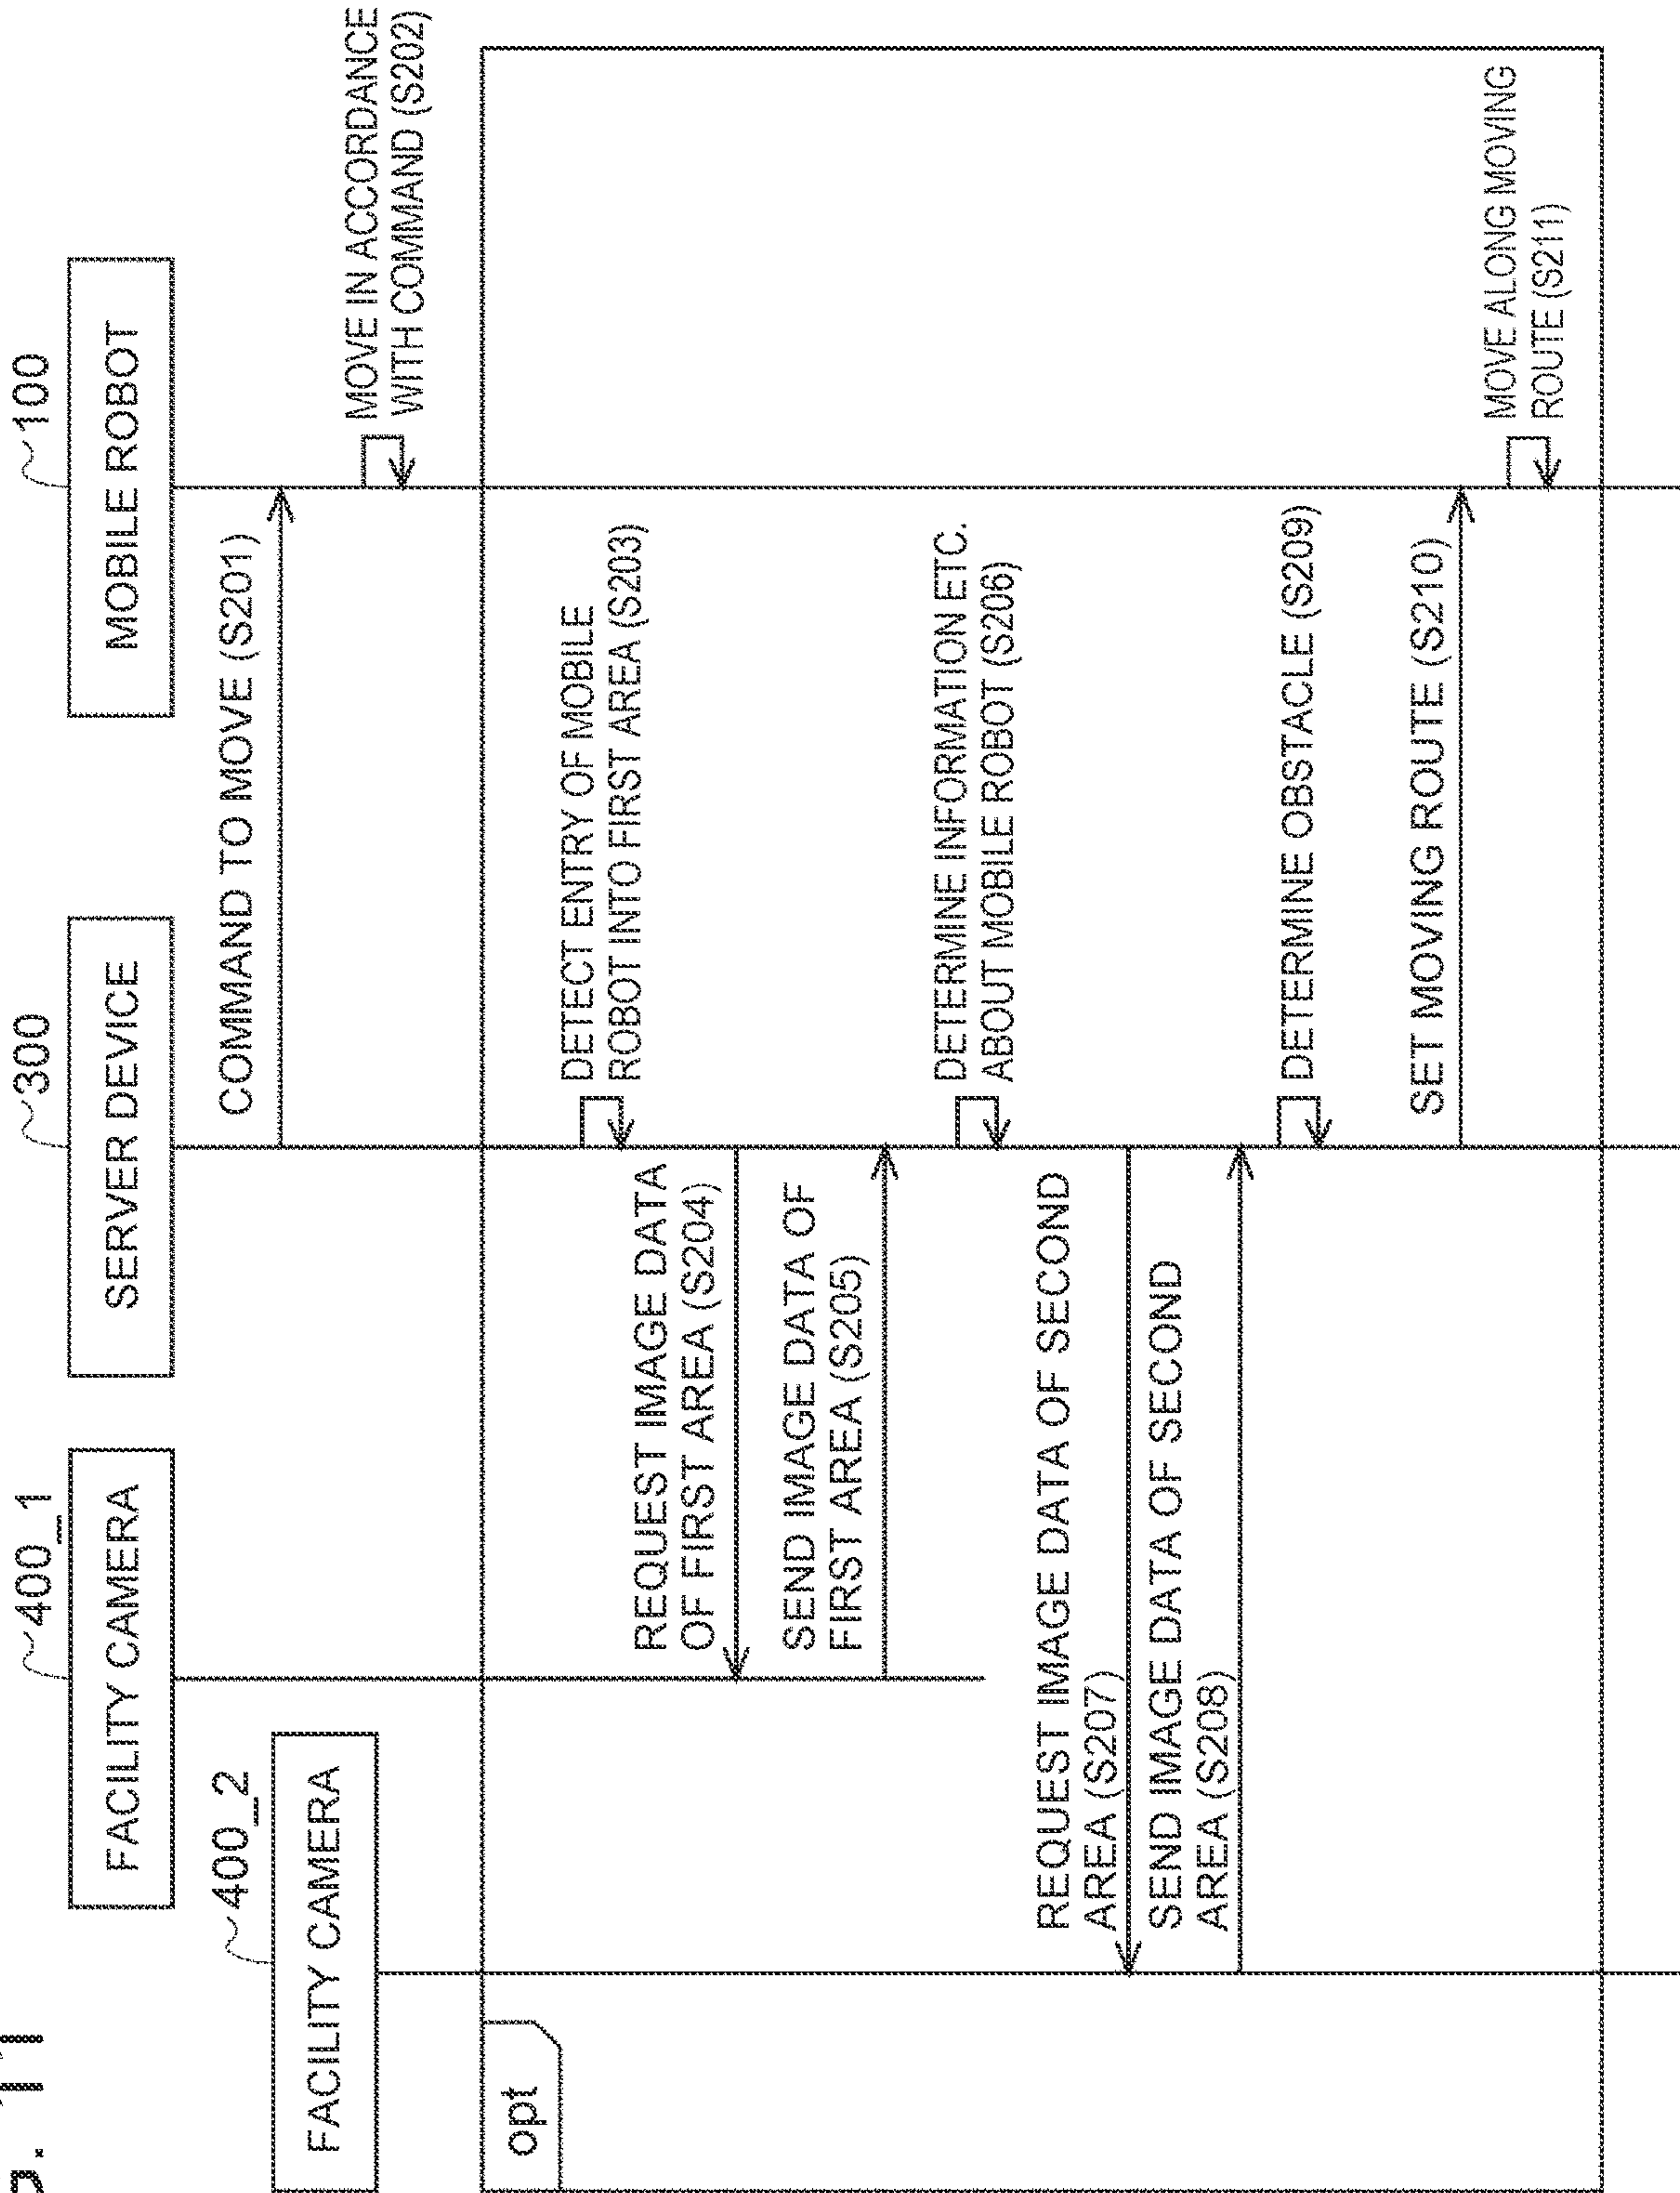 11
100
MOBILE ROBOT
300
SERVER DEVICE
400_1
FACILITY CAMERA
400_2
FACILITY CAMERA
COMMAND TO MOVE (S201)
MOVE IN ACCORDANCE
WITH COMMAND (S202)
opt
DETECT ENTRY OF MOBILE
ROBOT INTO FIRST AREA (S203)
REQUEST IMAGE DATA
OF FIRST AREA (S204)
SEND IMAGE DATA OF
FIRST AREA (S205)
DETERMINE INFORMATION ETC.
ABOUT MOBILE ROBOT (S206)
REQUEST IMAGE DATA OF SECOND
AREA (S207)
SEND IMAGE DATA OF SECOND
AREA (S208)
DETERMINE OBSTACLE (S209)
SET MOVING ROUTE (S210)
MOVE ALONG MOVING
ROUTE (S211)